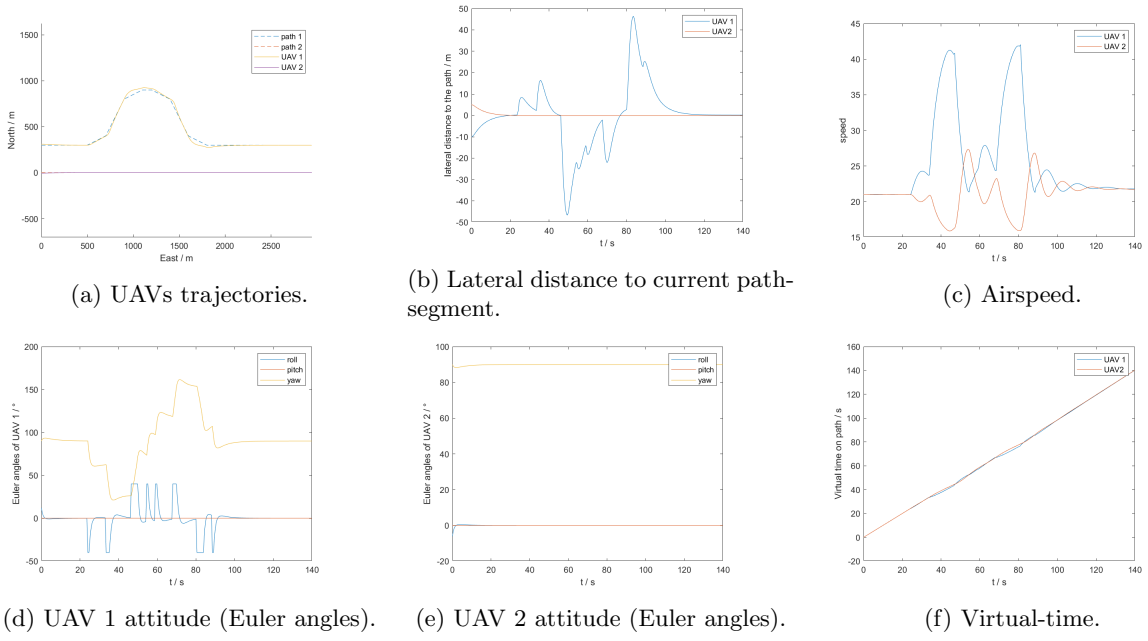 1500
1000
500
0
-500
North / m
0 500 1000 1500 2000 2500
East / m
path 1
path 2
UAV 1
UAV 2
(a) UAVs trajectories.
50
40
30
20
10
0
-10
-20
-30
-40
-50
lateral distance to the path / m
0 20 40 60 80 100 120 140
t / s
UAV 1
UAV2
(b) Lateral distance to current path-
segment.
45
40
35
30
25
20
15
speed
0 20 40 60 80 100 120 140
t / s
UAV 1
UAV 2
(c) Airspeed.
200
150
100
50
0
-50
Euler angles of UAV 1 / °
0 20 40 60 80 100 120 140
t / s
roll
pitch
yaw
(d) UAV 1 attitude (Euler angles).
100
80
60
40
20
0
-20
Euler angles of UAV 2 / °
0 20 40 60 80 100 120 140
t / s
roll
pitch
yaw
(e) UAV 2 attitude (Euler angles).
160
140
120
100
80
60
40
20
0
-20
Virtual time on path / s
0 20 40 60 80 100 120 140
t / s
UAV 1
UAV2
(f) Virtual-time.